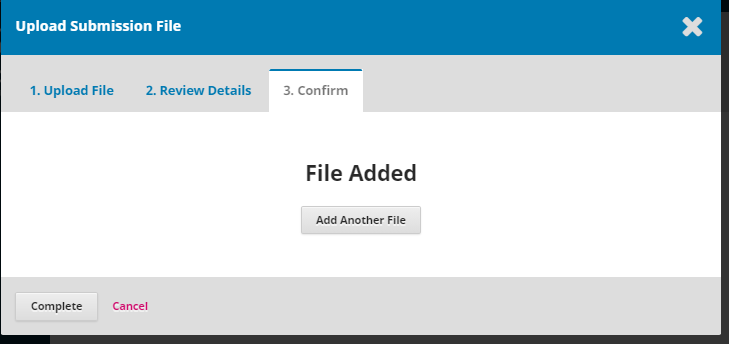 Upload Submission File
1. Upload File
2. Review Details
3. Confirm
File Added
Add Another File
Complete
Cancel